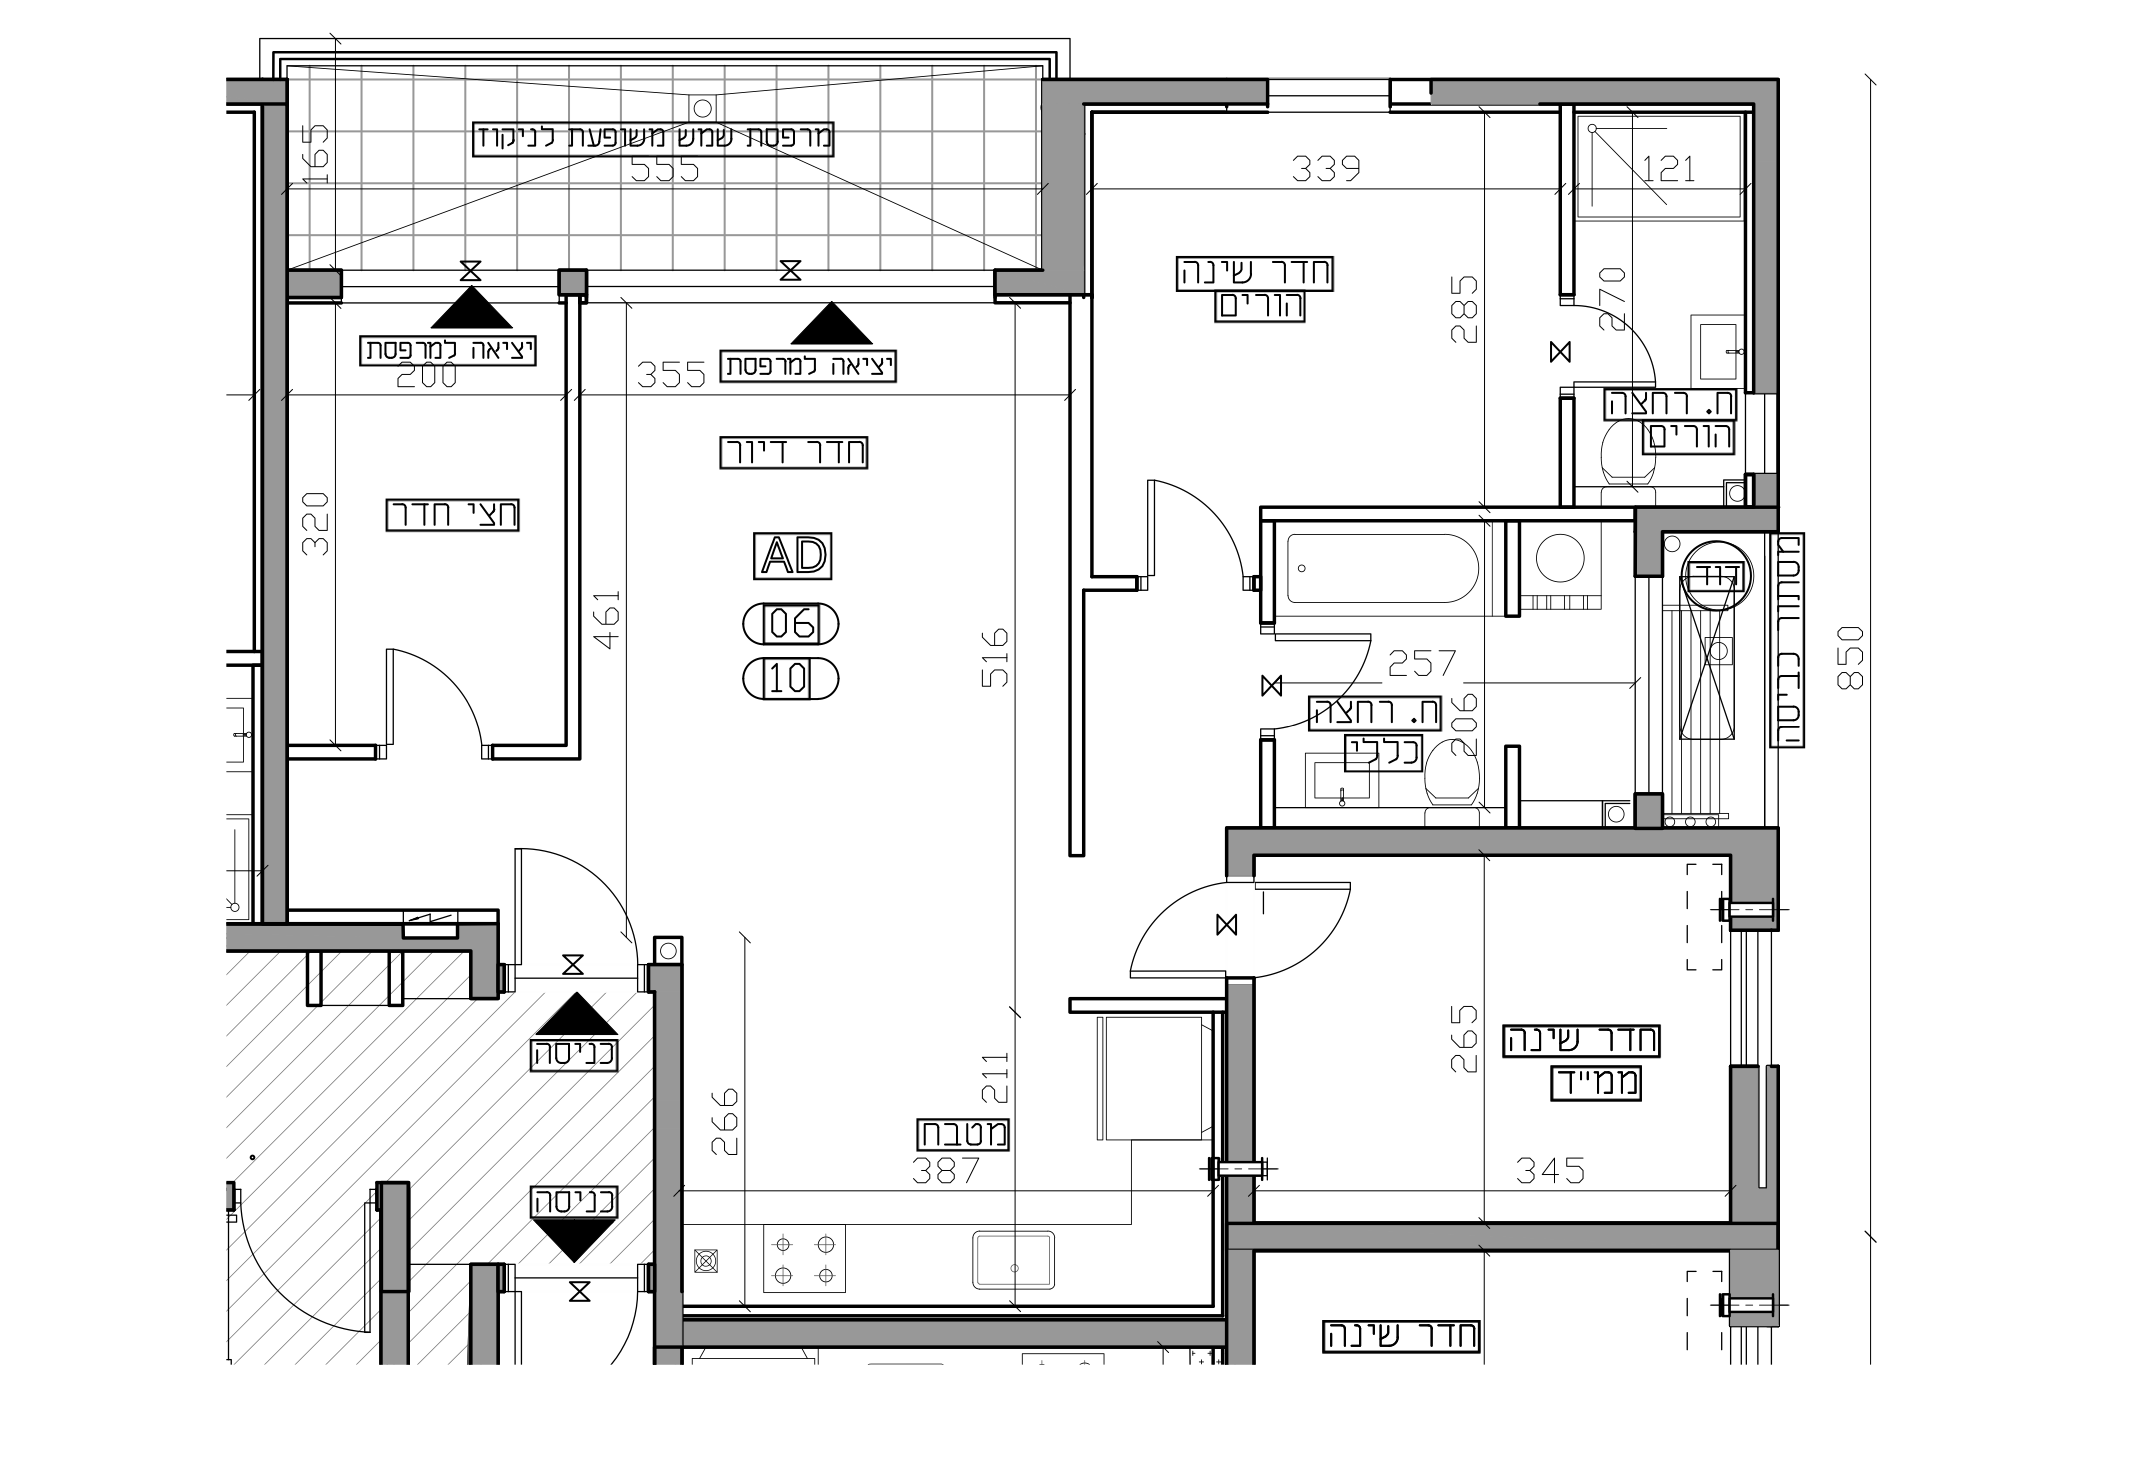 165
מרפסת שמש משופעת לניקוז
555
339
121
חדר שינה
הורים
285
270
יציאה למרפסת
200
355
יציאה למרפסת
ח. רחצה
הורים
חדר דיור
חצי חדר
320
AD
06
10
461
516
דוד
מסתור כביסה
850
257
ח. רחצה
כללי
206
כניסה
266
211
מטבח
387
265
חדר שינה
ממ"ד
345
כניסה
חדר שינה